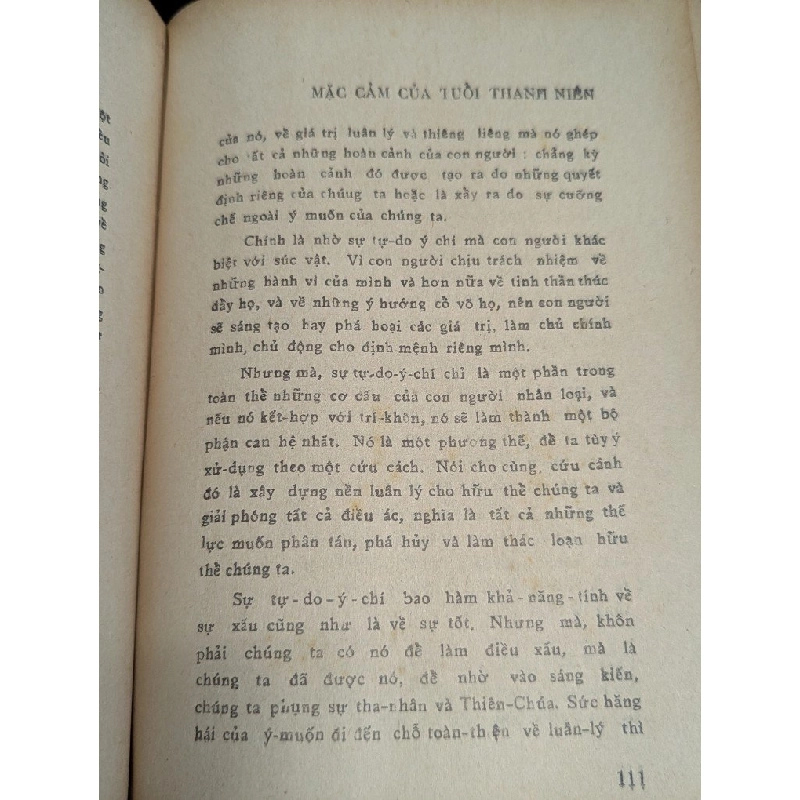 MẶC CẢM CỦA TUỔI THANH NIÊN
của nó, về giá trị luân lý và thiêng liêng mà nó ghép
cho tất cả những hoàn cảnh của con người : chẳng kỳ
những hoàn cảnh đó được tạo ra do những quyết
định riêng của chúug ta hoặc là xẩy ra do sự cưỡng
chế ngoài ý muốn của chúng ta.
Chính là nhờ sự tự-do ý chí mà con người khác
biệt với súc vật. Vì con người chịu trách nhiệm về
những hành vi của mình và hơn nữa về tinh thần thúc
đầy họ, và về những ý hướng cồ võ họ, nên con người
sẽ sáng tạo hay phá hoại các giá trị, làm chủ chính
mình, chủ động cho định mệnh riêng mình.
Nhưng mà, sự tự-do-ý-chí chỉ là một phần trong
toàn thề những cơ cấu của con người nhân loại, và
nếu nó kết-hợp với trí-khôn, nó sẽ làm thành một bộ
phận can hệ nhất. Nó là một phương thế, đề ta tùy ý
xử-dụng theo một cứu cách. Nói cho cùng, cứu cánh
đó là xây dựng nền luân lý cho hữu thề chúng ta và
giải phóng tất cả điều ác, nghĩa là tất cả những thế
lực muốn phân tán, phá hủy và làm thác loạn hữu
thề chúng ta.
Sự tự-do-ý-chí bao hàm khả-năng-tính về
sự xấu cũng như là về sự tốt. Nhưng mà, khôn
phải chúng ta có nó đề làm điều xấu, mà là
chúng ta đã được nó, đề nhờ vào sáng kiến,
chúng ta phụng sự tha-nhân và Thiên-Chúa. Sức hăng
hái của ý-muốn đi đến chỗ toàn-thiện về luân-lý thì
111